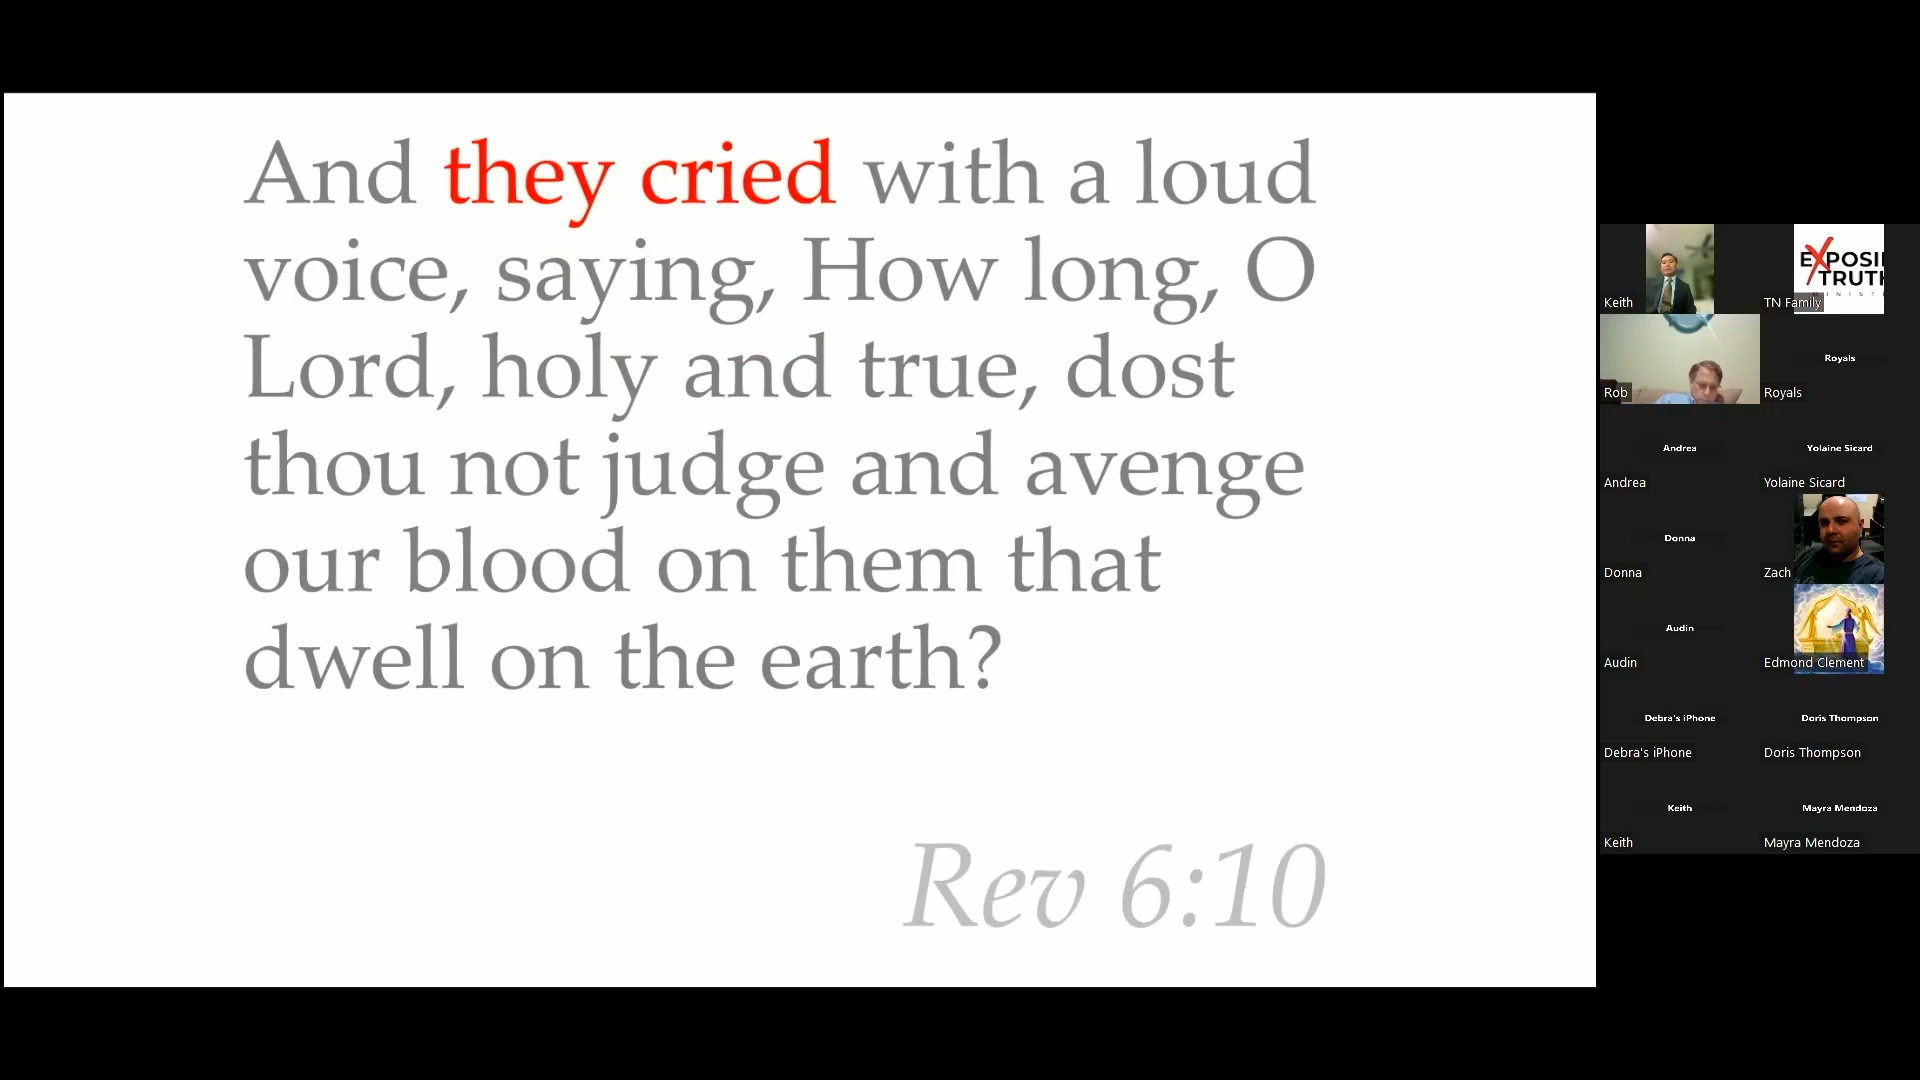 And they cried with a loud
voice, saying, How long, O
Lord, holy and true, dost
thou not judge and avenge
our blood on them that
dwell on the earth?
Rev 6:10
Keith
EXPOSI
TRUTH
TN Family
Rob
Royals
Royals
Andrea
Andrea
Yolaine Sicard
Yolaine Sicard
Donna
Donna
Zach
Audin
Audin
Edmond Clement
Debra's iPhone
Debra's iPhone
Doris Thompson
Doris Thompson
Keith
Keith
Mayra Mendoza
Mayra Mendoza